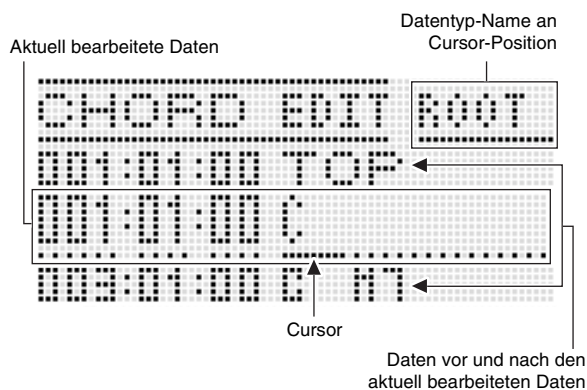 Datentyp-Name an
Cursor-Position
Aktuell bearbeitete Daten
CHORD EDIT ROOT
001:01:00 TOP
001:01:00 C
003:01:00 M7
Cursor
Daten vor und nach den
aktuell bearbeiteten Daten